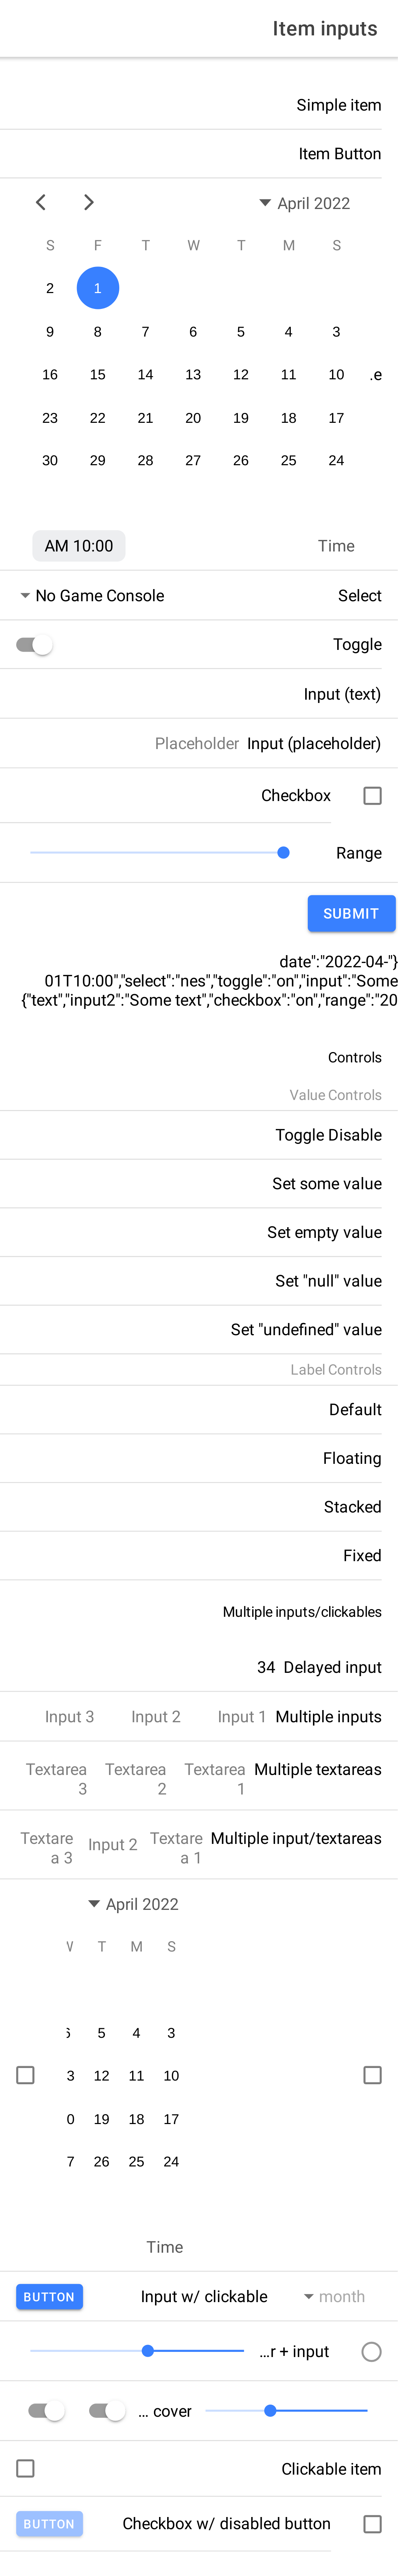 Item inputs
Simple item
Item Button
April 2022
S M T W T F S
1 2
3 4 5 6 7 8 9
e. 10 11 12 13 14 15 16
17 18 19 20 21 22 23
24 25 26 27 28 29 30
Time AM 10:00
Select No Game Console
Toggle
Input (text)
Input (placeholder) Placeholder
Checkbox
Range
SUBMIT
date":"2022-04-"}
01T10:00","select":"nes","toggle":"on","input":"Some
{"text","input2":"Some text","checkbox":"on","range":"20
Controls
Value Controls
Toggle Disable
Set some value
Set empty value
Set "null" value
Set "undefined" value
Label Controls
Default
Floating
Stacked
Fixed
Multiple inputs/clickables
Delayed input 34
Multiple inputs Input 1 Input 2 Input 3
Multiple textareas Textarea 1 Textarea 2 Textarea 3
Multiple input/textareas Textarea 1 Input 2 Textarea 3
April 2022
S M T W
3 4 5
10 11 12 3
17 18 19 0
24 25 26 7
Time
month Input w/ clickable BUTTON
r + input...
cover ...
Clickable item
Checkbox w/ disabled button BUTTON